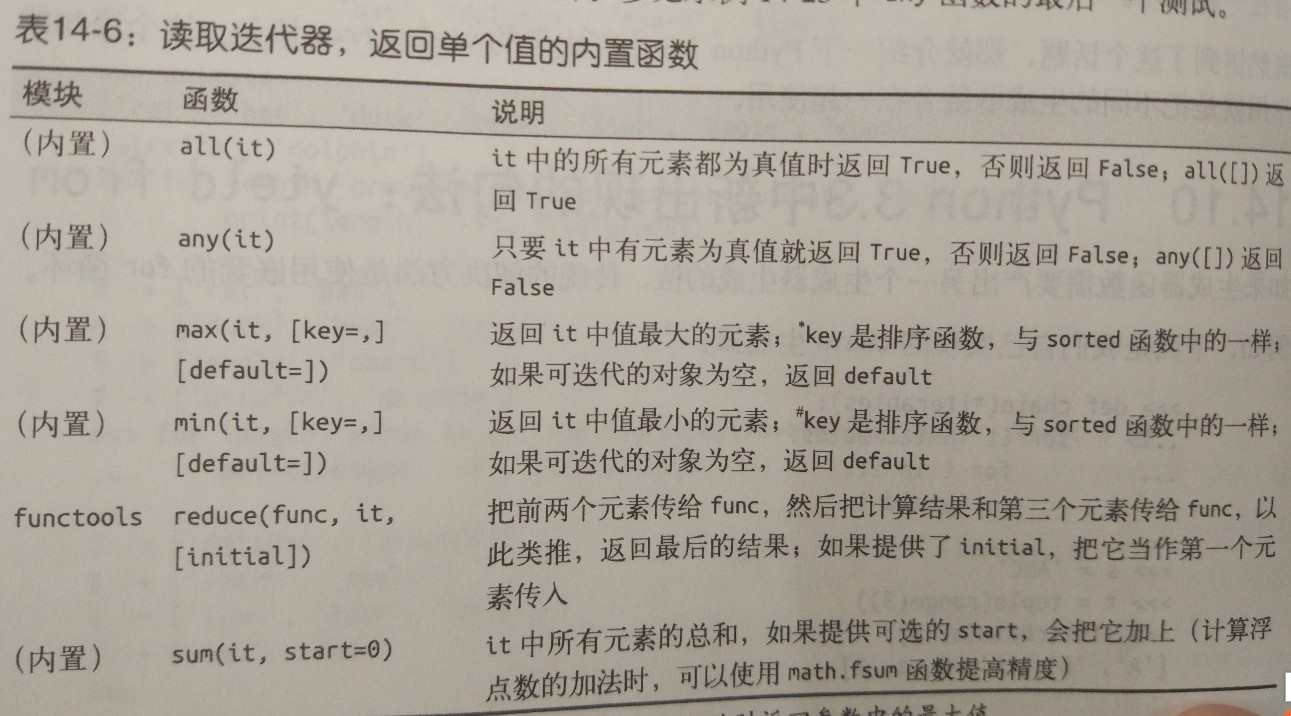 个测试。
表14-6：读取迭代器，返回单个值的内置函数
模块 函数 说明
（内置） all(it) it 中的所有元素都为真值时返回 True，否则返回 False；all([]) 返
回 True
（内置） any(it) 只要 it 中有元素为真值就返回 True，否则返回 False；any([]) 返回
False
（内置） max(it, [key=,] 返回 it 中值最大的元素；*key 是排序函数，与 sorted 函数中的一样；
[default=]) 如果可迭代的对象为空，返回 default
（内置） min(it, [key=,] 返回 it 中值最小的元素；#key 是排序函数，与 sorted 函数中的一样；
[default=]) 如果可迭代的对象为空，返回 default
functools reduce(func, it, 把前两个元素传给 func，然后把计算结果和第三个元素传给 func，以
[initial]) 此类推，返回最后的结果；如果提供了 initial，把它当作第一个元
素传入
（内置） sum(it, start=0) it 中所有元素的总和，如果提供可选的 start，会把它加上（计算浮
点数的加法时，可以使用 math.fsum 函数提高精度）
返回参数中的最大值